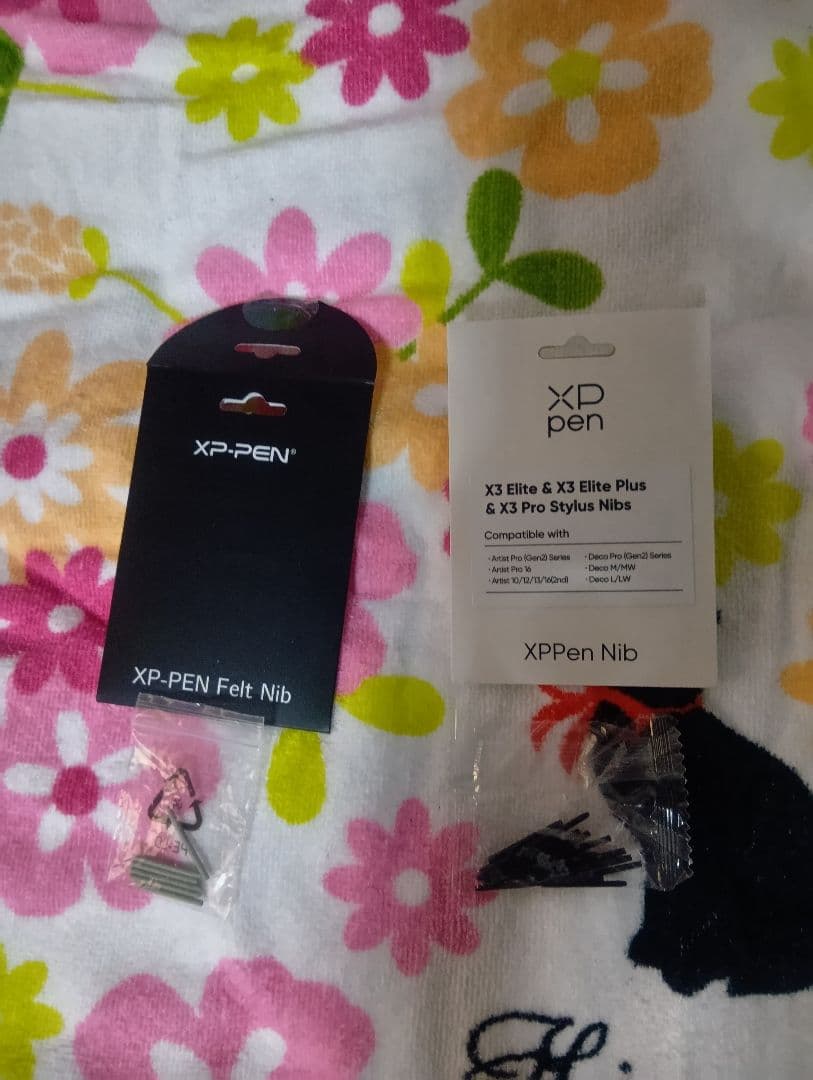 XP-PEN®
XP-PEN Felt Nib
XP
pen
X3 Elite & X3 Elite Plus
& X3 Pro Stylus Nibs
Compatible with
·Artist Pro (Gen2) Series
·Artist Pro 16
·Artist 10/12/13/16(2nd)
·Deco Pro (Gen2) Series
·Deco M/MW
·Deco L/LW
XPPen Nib